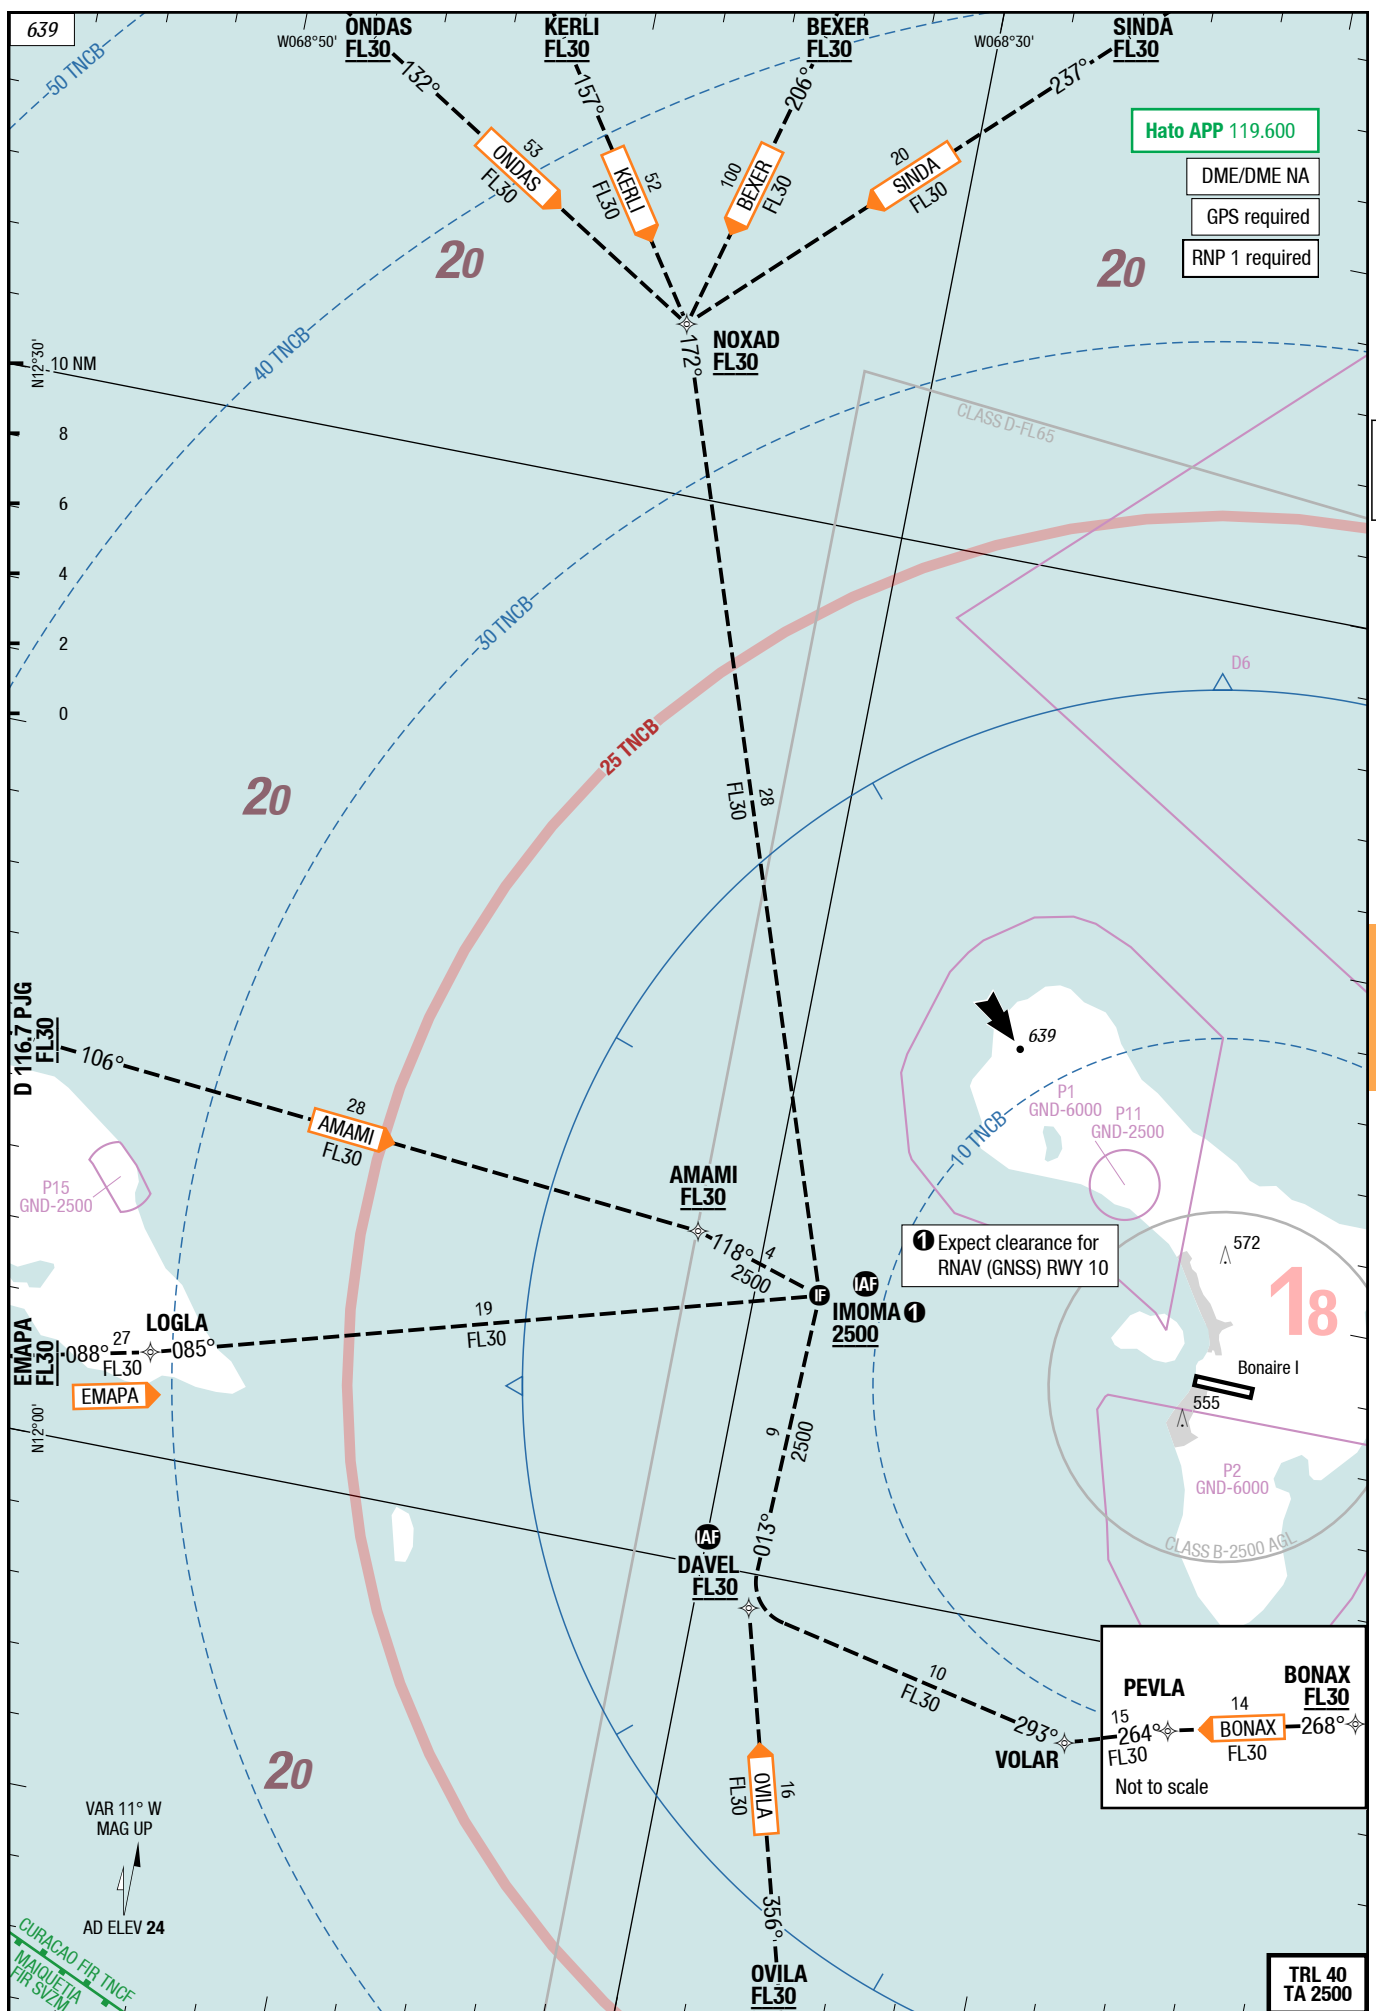 639
50 TNCB
W068°50'
ONDAS
FL30
KERLI
FL30
BEXER
FL30
W068°30'
SINDA
FL30
132°
157°
206°
237°
Hato APP 119.600
DME/DME NA
GPS required
RNP 1 required
53
ONDAS
FL30
52
KERLI
FL30
100
BEXER
FL30
20
SINDA
FL30
20
20
NOXAD
FL30
172°
40 TNCB
N12°30'
10 NM
8
6
4
2
0
CLASS D-FL65
30 TNCB
D6
25 TNCB
20
28
FL30
D 116.7 PJG
FL30
106°
28
AMAMI
FL30
639
P1
GND-6000
P11
GND-2500
10 TNCB
P15
GND-2500
AMAMI
FL30
118°
4
2500
1 Expect clearance for
RNAV (GNSS) RWY 10
572
18
IF
IAF
IMOMA 1
2500
19
FL30
LOGLA
EMAPA
FL30
088°
27
FL30
085°
EMAPA
Bonaire I
555
N12°00'
9
2500
P2
GND-6000
CLASS B-2500 AGL
013°
IAF
DAVEL
FL30
10
FL30
293°
VOLAR
PEVLA
BONAX
FL30
15
264°
FL30
14
BONAX
FL30
268°
Not to scale
20
16
OVILA
FL30
356°
OVILA
FL30
VAR 11° W
MAG UP
AD ELEV 24
CURACAO FIR TNCF
MAIQUETIA
FIR SVZM
TRL 40
TA 2500